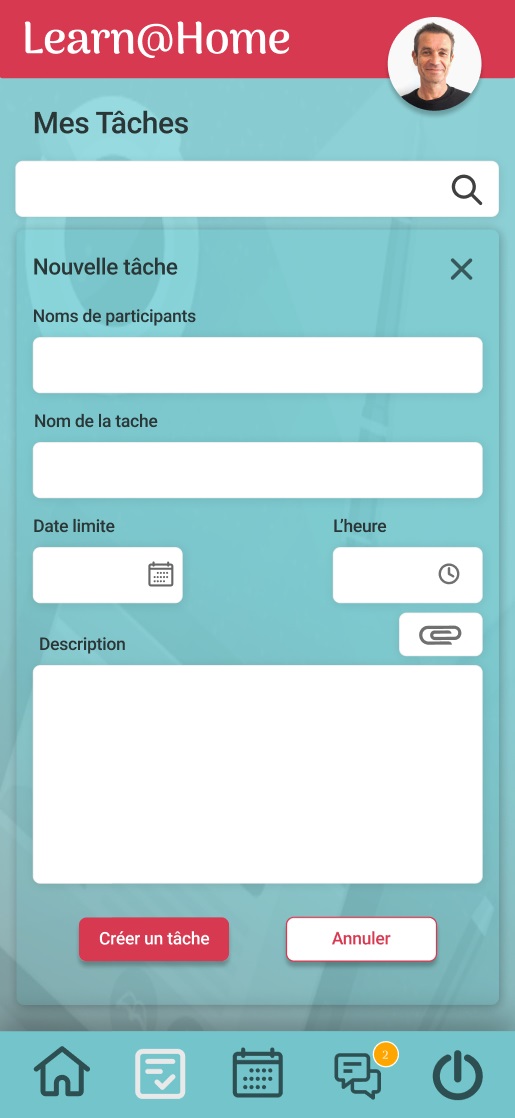 Learn@Home
Mes Tâches
Nouvelle tâche
Noms de participants
Nom de la tache
Date limite
L’heure
Description
Créer un tâche
Annuler
2